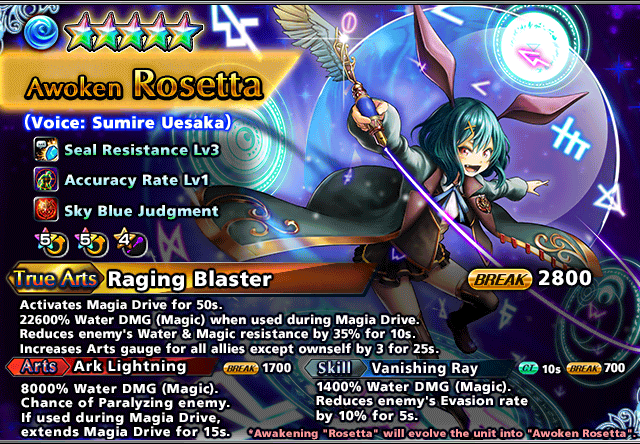 Awoken Rosetta
(Voice: Sumire Uesaka)
Seal Resistance Lv3
Accuracy Rate Lv1
Sky Blue Judgment
5 5 4
True Arts Raging Blaster BREAK 2800
Activates Magia Drive for 50s.
22600% Water DMG (Magic) when used during Magia Drive.
Reduces enemy's Water & Magic resistance by 35% for 10s.
Increases Arts gauge for all allies except ownself by 3 for 25s.
Arts Ark Lightning BREAK 1700
8000% Water DMG (Magic).
Chance of Paralyzing enemy.
If used during Magia Drive,
extends Magia Drive for 15s.
Skill Vanishing Ray CT 10s BREAK 700
1400% Water DMG (Magic).
Reduces enemy's Evasion rate
by 10% for 5s.
*Awakening "Rosetta" will evolve the unit into "Awoken Rosetta".